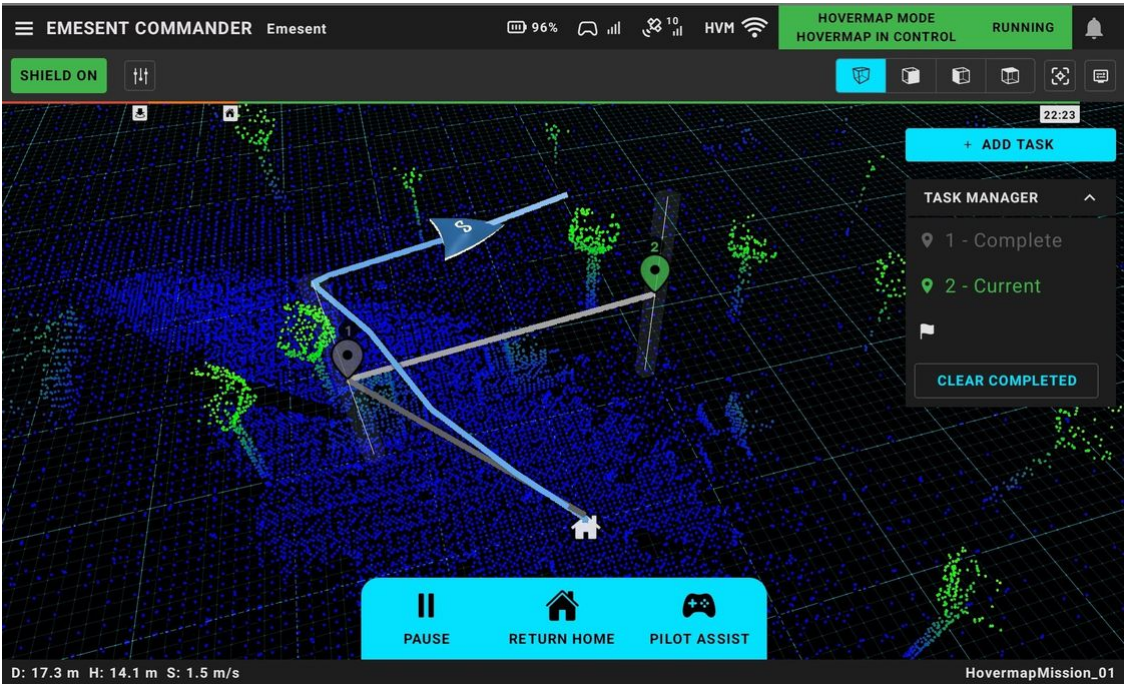 EMESENT COMMANDER Emesent
96%
10
HVM
HOVERMAP MODE
HOVERMAP IN CONTROL
RUNNING
SHIELD ON
22:23
+ ADD TASK
TASK MANAGER
1 - Complete
2 - Current
CLEAR COMPLETED
S
2
1
PAUSE
RETURN HOME
PILOT ASSIST
D: 17.3 m H: 14.1 m S: 1.5 m/s
HovermapMission_01